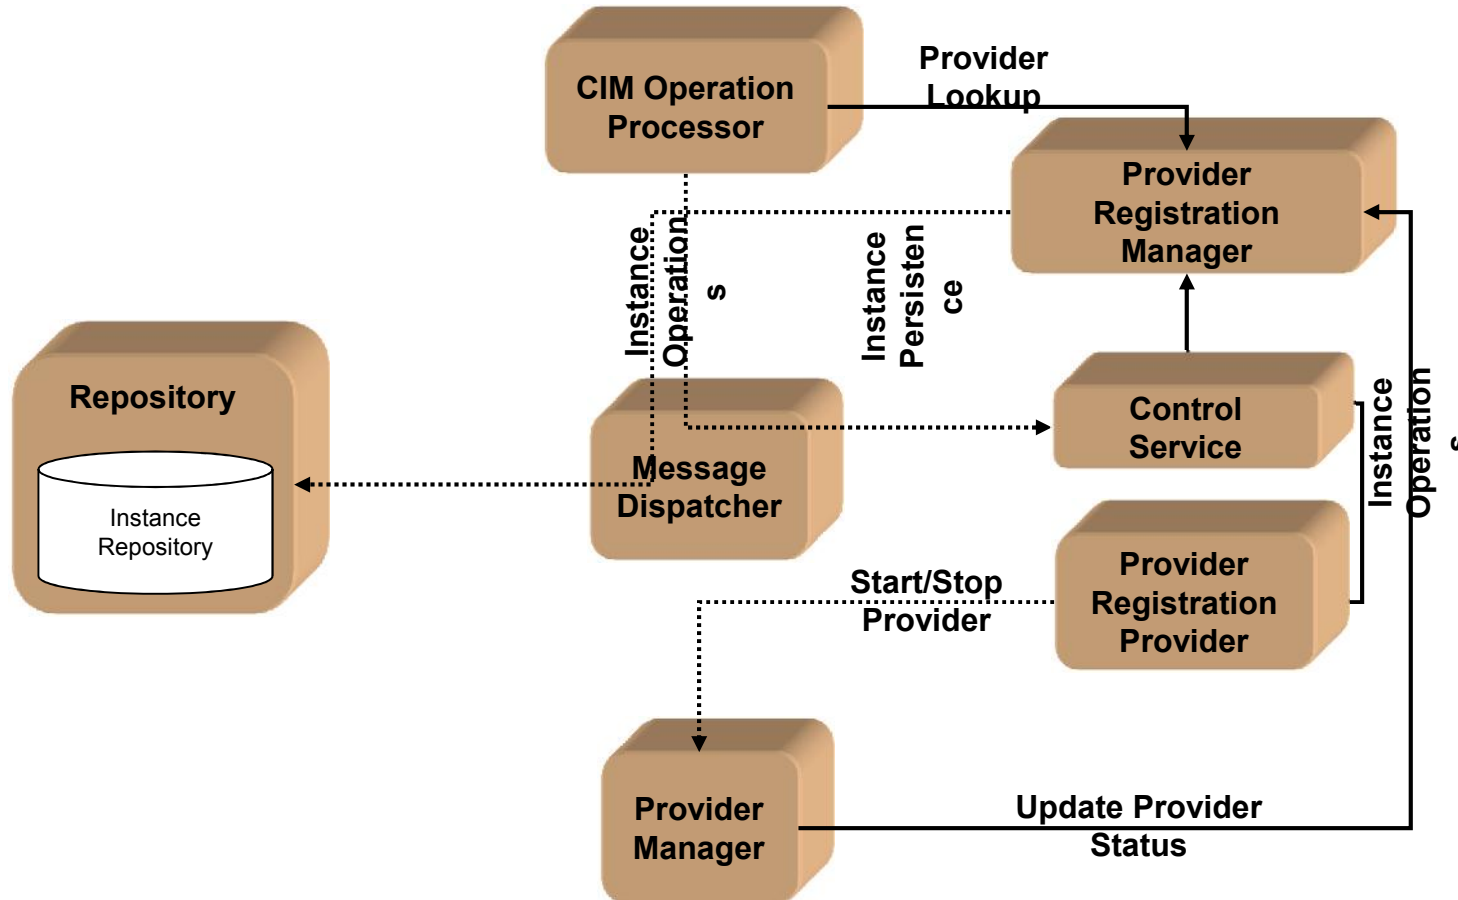 CIM Operation
Processor
Provider
Lookup
Provider
Registration
Manager
Instance
Operation
s
Instance
Persisten
ce
Repository
Instance
Repository
Message
Dispatcher
Control
Service
Instance
Operation
s
Start/Stop
Provider
Provider
Registration
Provider
Provider
Manager
Update Provider
Status